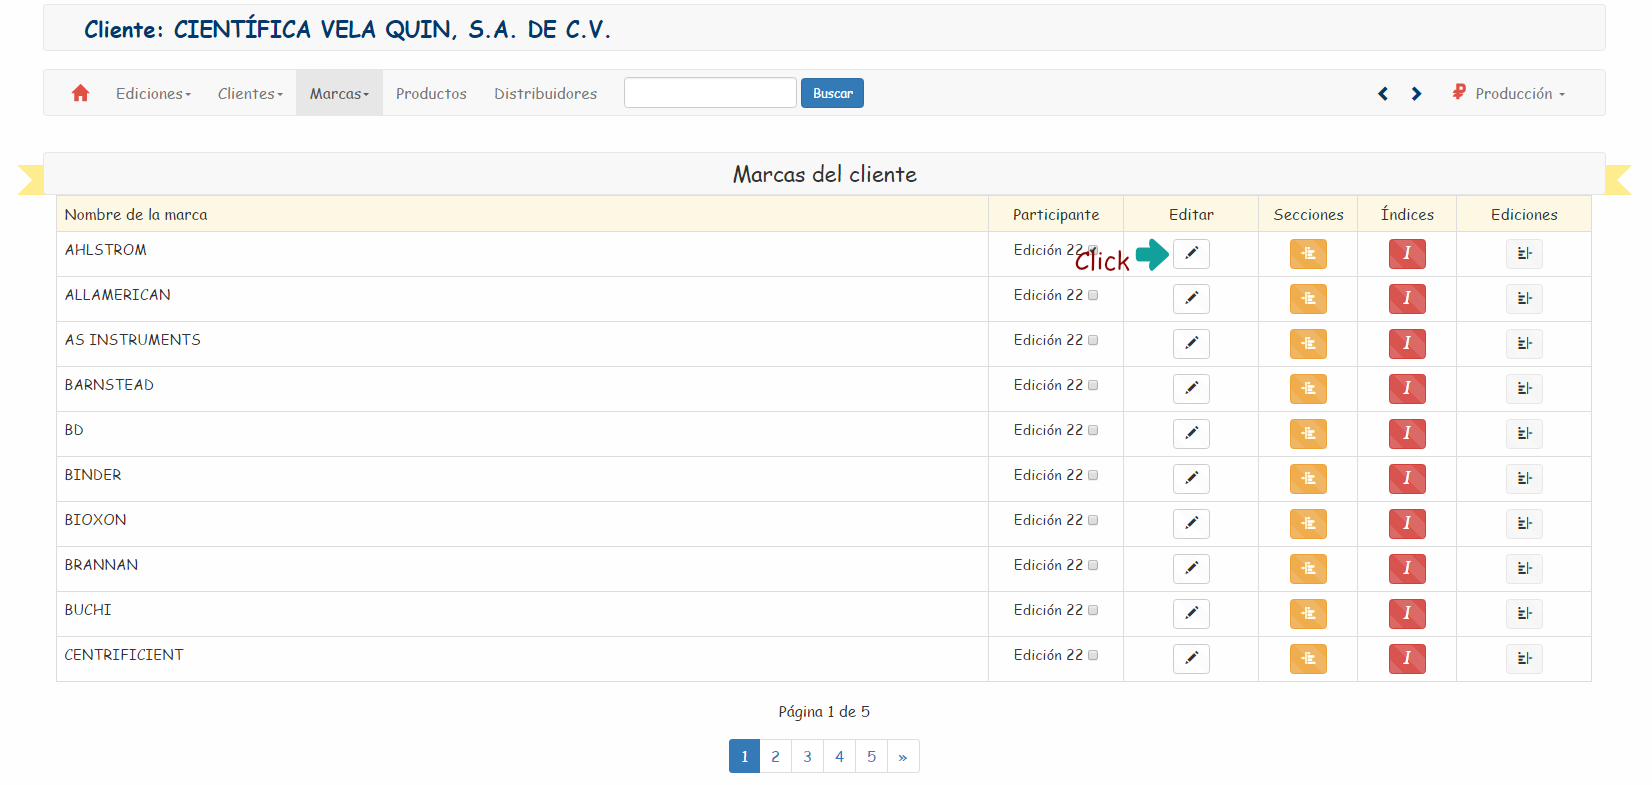 Cliente: CIENTÍFICA VELA QUIN, S.A. DE C.V.
Ediciones Clientes Marcas Productos Distribuidores Buscar Producción
Marcas del cliente
Nombre de la marca Participante Editar Secciones Índices Ediciones
AHLSTROM Edición 22 Click I
ALLAMERICAN Edición 22 I
AS INSTRUMENTS Edición 22 I
BARNSTEAD Edición 22 I
BD Edición 22 I
BINDER Edición 22 I
BIOXON Edición 22 I
BRANNAN Edición 22 I
BUCHI Edición 22 I
CENTRIFICIENT Edición 22 I
Página 1 de 5
1 2 3 4 5 »